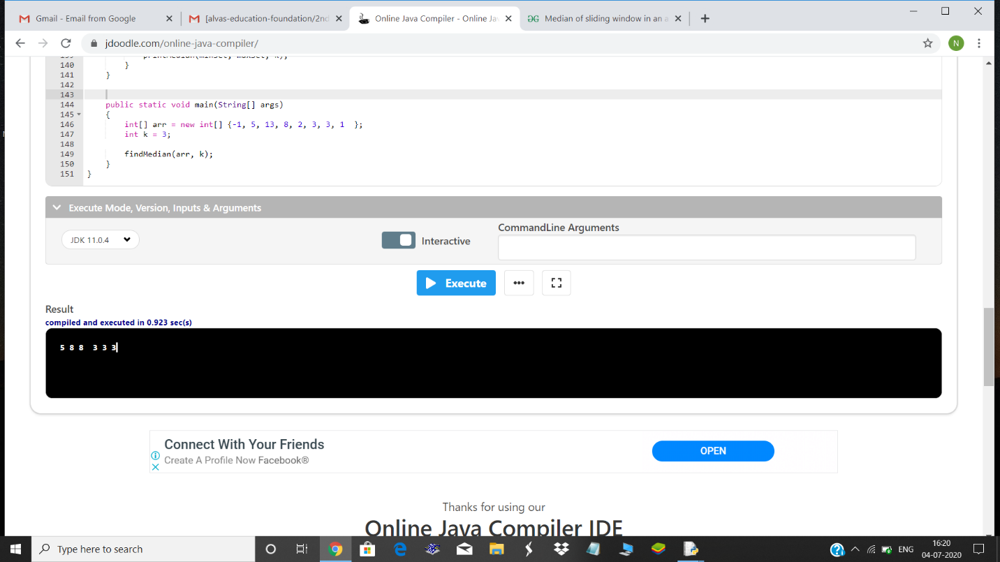 Gmail - Email from Google
[alvas-education-foundation/2nd
Online Java Compiler - Online Ja
Median of sliding window in an a
jdoodle.com/online-java-compiler/
N
140 }
141 }
142
143
144 public static void main(String[] args)
145 {
146 int[] arr = new int[] {-1, 5, 13, 8, 2, 3, 3, 1 };
147 int k = 3;
148
149 findMedian(arr, k);
150 }
151 }
Execute Mode, Version, Inputs & Arguments
JDK 11.0.4
Interactive
CommandLine Arguments
Execute
Result
compiled and executed in 0.923 sec(s)
5 8 8 3 3 3
Connect With Your Friends
Create A Profile Now Facebook®
OPEN
Thanks for using our
Online Java Compiler IDE
Type here to search
ENG
16:20
04-07-2020